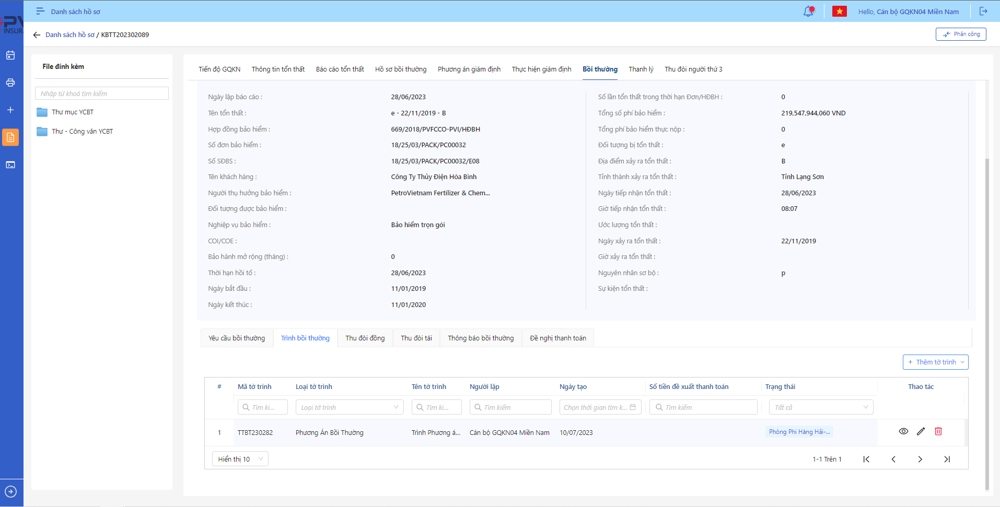 Danh sách hồ sơ
Hello, Cán bộ GQKN04 Miền Nam
PV
INSURA
Danh sách hồ sơ / KBTT202302089
Phân công
File đính kèm
Nhập từ khoá tìm kiếm
Thư mục YCBT
Thư - Công văn YCBT
Tiến độ GQKN
Thông tin tổn thất
Báo cáo tổn thất
Hồ sơ bồi thường
Phương án giám định
Thực hiện giám định
Bồi thường
Thanh lý
Thu đòi người thứ 3
Ngày lập báo cáo : 28/06/2023
Tên tổn thất : e - 22/11/2019 - B
Hợp đồng bảo hiểm : 669/2018/PVFCCO-PVI/HĐBH
Số đơn bảo hiểm : 18/25/03/PACK/PC00032
Số SĐBS : 18/25/03/PACK/PC00032/E08
Tên khách hàng : Công Ty Thủy Điện Hòa Bình
Người thụ hưởng bảo hiểm : PetroVietnam Fertilizer & Chem...
Đối tượng được bảo hiểm :
Nghiệp vụ bảo hiểm : Bảo hiểm trọn gói
COI/COE :
Bảo hành mở rộng (tháng) : 0
Thời hạn hồi tố : 28/06/2023
Ngày bắt đầu : 11/01/2019
Ngày kết thúc : 11/01/2020
Số lần tổn thất trong thời hạn Đơn/HĐBH : 0
Tổng số phí bảo hiểm : 219,547,944,060 VND
Tổng phí bảo hiểm thực nộp : 0
Đối tượng bị tổn thất : e
Địa điểm xảy ra tổn thất : B
Tỉnh thành xảy ra tổn thất : Tỉnh Lạng Sơn
Ngày tiếp nhận tổn thất : 28/06/2023
Giờ tiếp nhận tổn thất : 08:07
Ước lượng tổn thất :
Ngày xảy ra tổn thất : 22/11/2019
Giờ xảy ra tổn thất :
Nguyên nhân sơ bộ : p
Sự kiện tổn thất :
Yêu cầu bồi thường
Trình bồi thường
Thu đòi đồng
Thu đòi tái
Thông báo bồi thường
Đề nghị thanh toán
+ Thêm tờ trình
# Mã tờ trình Loại tờ trình Tên tờ trình Người lập Ngày tạo Số tiền đề xuất thanh toán Trạng thái Thao tác
Tìm ki... Loại tờ trình Tìm ki... Tìm kiếm Chọn thời gian tìm k... Tìm kiếm Tất cả
1 TTBT230282 Phương Án Bồi Thường Trình Phương á... Cán bộ GQKN04 Miền Nam 10/07/2023 Phòng Phi Hàng Hải-...
Hiển thị 10
1-1 Trên 1